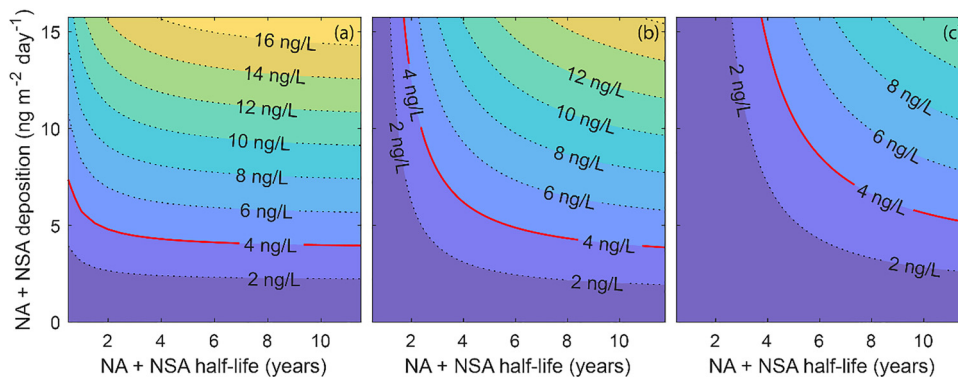 NA + NSA deposition (ng m-2 day-1)
15
10
5
0
(a)
16 ng/L
14 ng/L
12 ng/L
10 ng/L
8 ng/L
6 ng/L
4 ng/L
2 ng/L
2 4 6 8 10
NA + NSA half-life (years)
(b)
4 ng/L
2 ng/L
12 ng/L
10 ng/L
8 ng/L
6 ng/L
4 ng/L
2 ng/L
2 4 6 8 10
NA + NSA half-life (years)
(c)
2 ng/L
8 ng/L
6 ng/L
4 ng/L
2 ng/L
2 4 6 8 10
NA + NSA half-life (years)